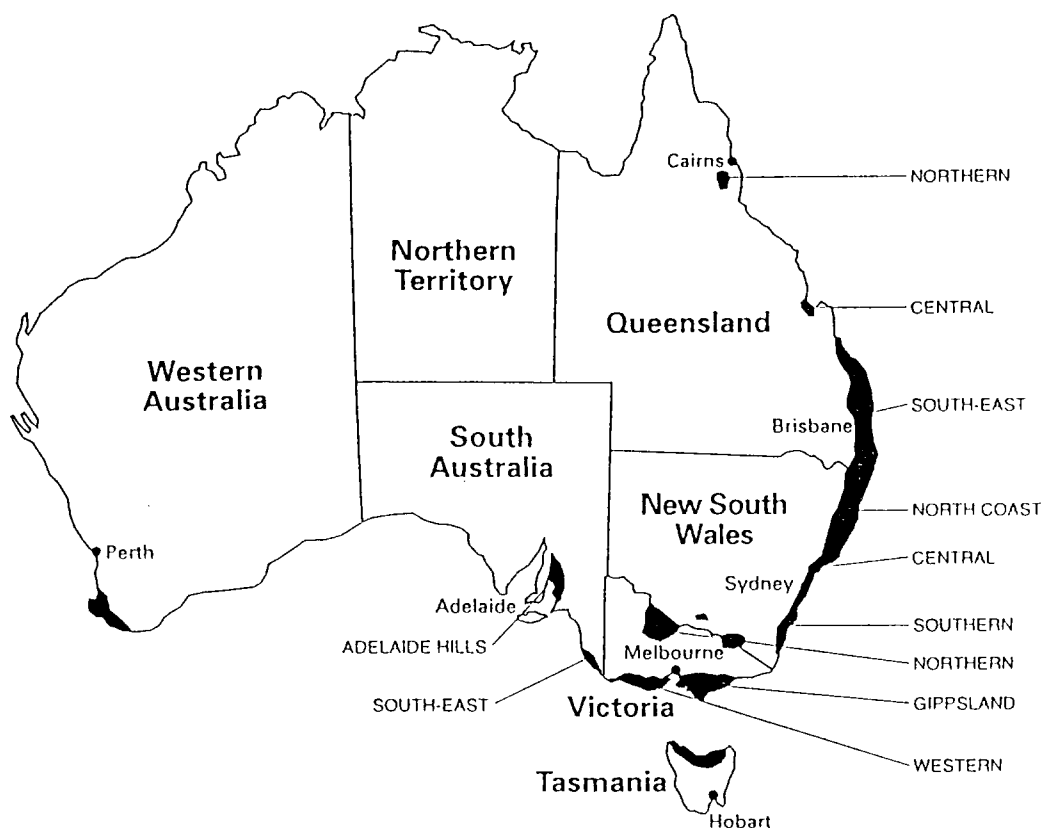 Cairns
NORTHERN
Northern
Territory
CENTRAL
Queensland
Western
Australia
SOUTH-EAST
Brisbane
South
Australia
New South
Wales
NORTH COAST
Perth
CENTRAL
Sydney
Adelaide
SOUTHERN
ADELAIDE HILLS
Melbourne
NORTHERN
SOUTH-EAST
Victoria
GIPPSLAND
WESTERN
Tasmania
Hobart